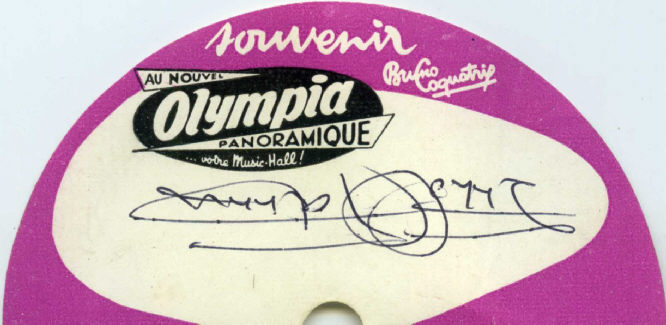 souvenir
Bruno
Coquatrix
AU NOUVEL
Olympia
PANORAMIQUE
... votre Music-Hall!